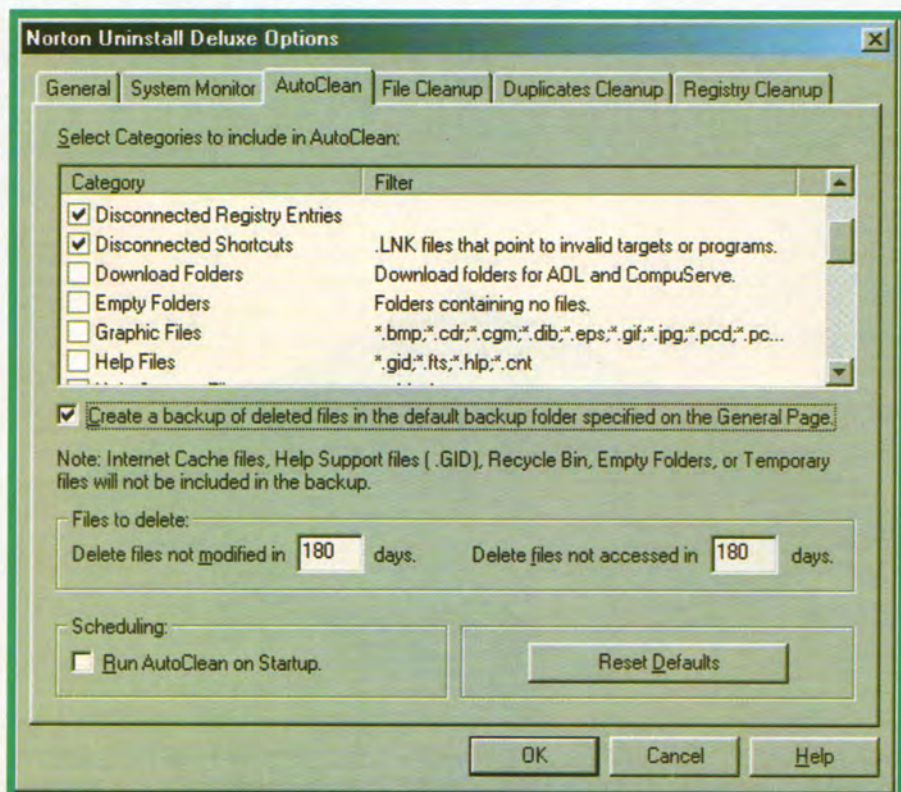 Norton Uninstall Deluxe Options
General System Monitor AutoClean File Cleanup Duplicates Cleanup Registry Cleanup
Select Categories to include in AutoClean:
Category Filter
Disconnected Registry Entries
Disconnected Shortcuts .LNK files that point to invalid targets or programs.
Download Folders Download folders for AOL and CompuServe.
Empty Folders Folders containing no files.
Graphic Files *.bmp;*.cdr;*.cgm;*.dib;*.eps;*.gif;*.jpg;*.pcd;*.pc...
Help Files *.gid;*.fts;*.hlp;*.cnt
Create a backup of deleted files in the default backup folder specified on the General Page.
Note: Internet Cache files, Help Support files ( .GID), Recycle Bin, Empty Folders, or Temporary
files will not be included in the backup.
Files to delete:
Delete files not modified in 180 days. Delete files not accessed in 180 days.
Scheduling:
Run AutoClean on Startup.
Reset Defaults
OK Cancel Help